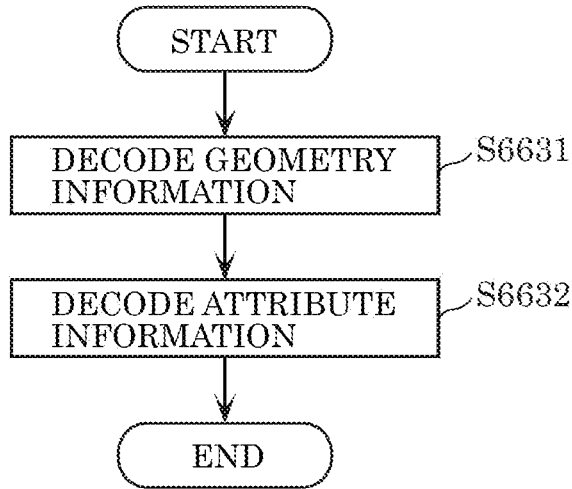 START
DECODE GEOMETRY
INFORMATION
S6631
DECODE ATTRIBUTE
INFORMATION
S6632
END